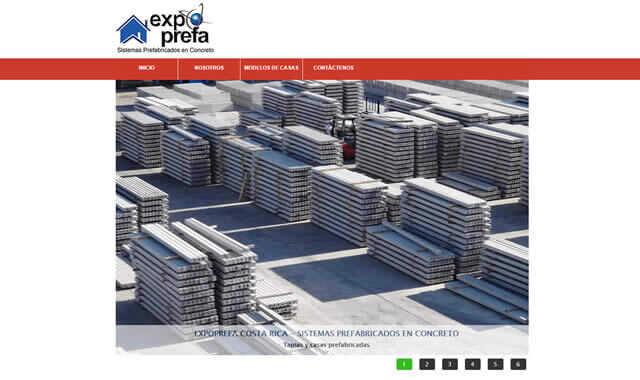 expo
prefa
Sistemas Prefabricados en Concreto
INICIO
NOSOTROS
MODELOS DE CASAS
CONTÁCTENOS
EXPOPREFA COSTA RICA – SISTEMAS PREFABRICADOS EN CONCRETO
Tapias y casas prefabricadas
1 2 3 4 5 6